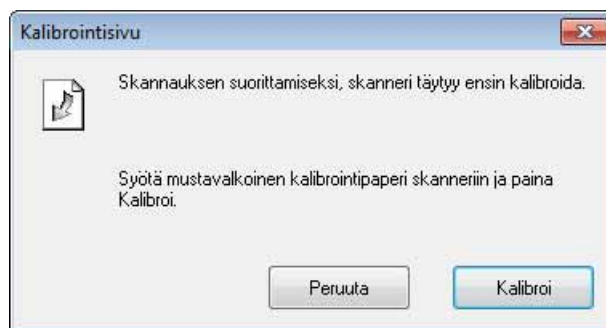 Kalibrointisivu
Skannauksen suorittamiseksi, skanneri täytyy ensin kalibroida.
Syötä mustavalkoinen kalibrointipaperi skanneriin ja paina
Kalibroi.
Peruuta
Kalibroi